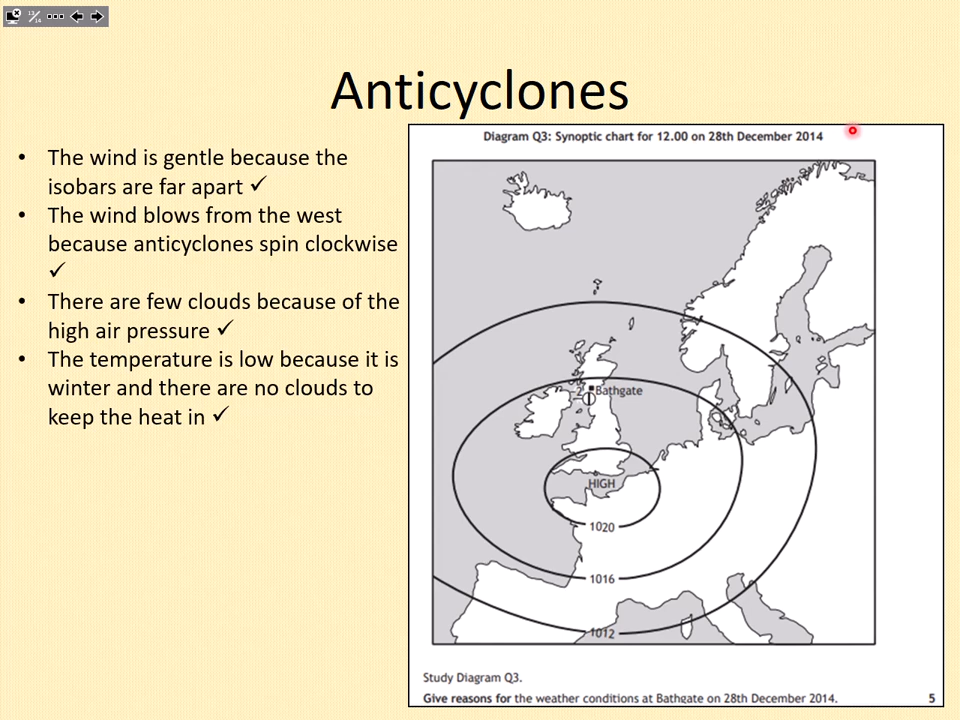 13/14
Anticyclones
• The wind is gentle because the
isobars are far apart ✓
• The wind blows from the west
because anticyclones spin clockwise
✓
• There are few clouds because of the
high air pressure ✓
• The temperature is low because it is
winter and there are no clouds to
keep the heat in ✓
Diagram Q3: Synoptic chart for 12.00 on 28th December 2014
-2
Bathgate
HIGH
1020
1016
1012
Study Diagram Q3.
Give reasons for the weather conditions at Bathgate on 28th December 2014. 5